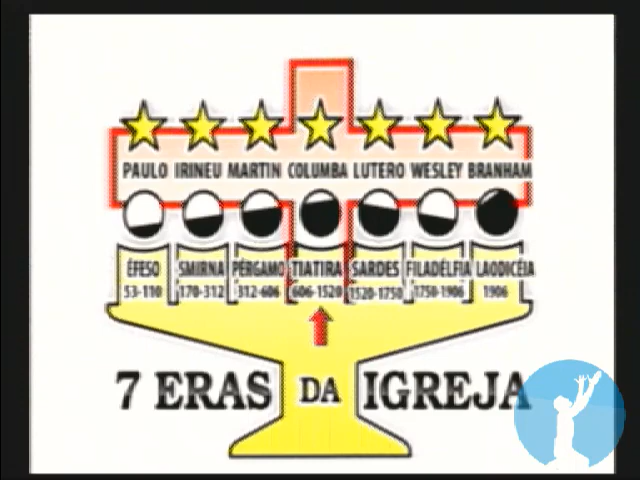 PAULO IRINEU MARTIN COLUMBA LUTERO WESLEY BRANHAM
ÉFESO SMIRNA PÉRGAMO TIATIRA SARDES FILADÉLFIA LAODICÉIA
53-110 170-312 312-606 606-1520 1520-1750 1750-1906 1906
7 ERAS DA IGREJA